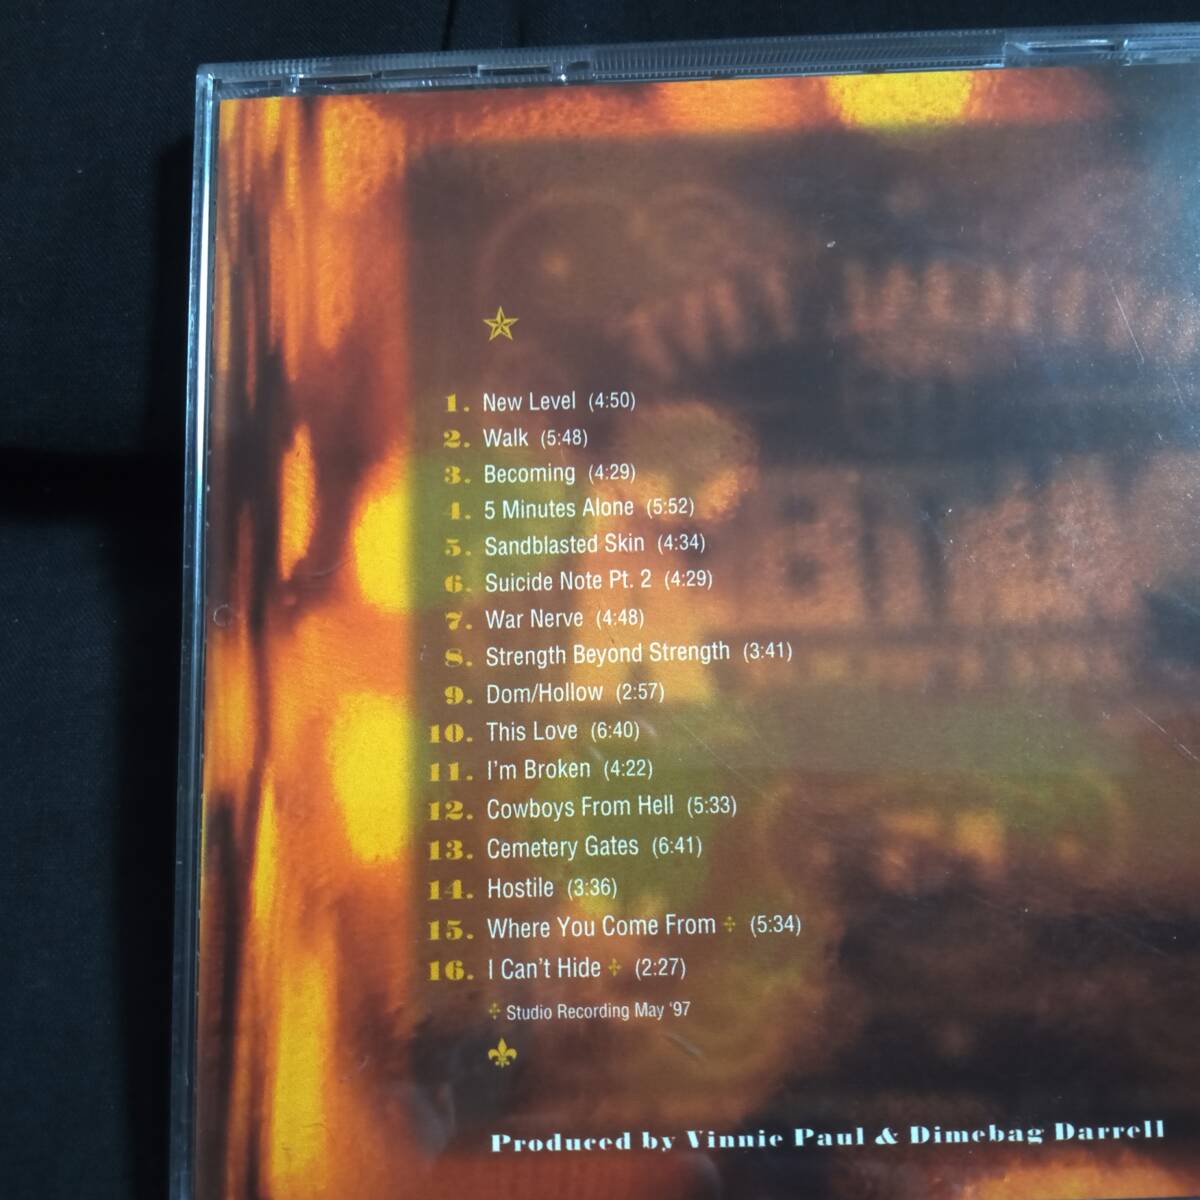 1. New Level (4:50)
2. Walk (5:48)
3. Becoming (4:29)
4. 5 Minutes Alone (5:52)
5. Sandblasted Skin (4:34)
6. Suicide Note Pt. 2 (4:29)
7. War Nerve (4:48)
8. Strength Beyond Strength (3:41)
9. Dom/Hollow (2:57)
10. This Love (6:40)
11. I'm Broken (4:22)
12. Cowboys From Hell (5:33)
13. Cemetery Gates (6:41)
14. Hostile (3:36)
15. Where You Come From ✣ (5:34)
16. I Can't Hide ✣ (2:27)
✣ Studio Recording May '97
Produced by Vinnie Paul & Dimebag Darrell